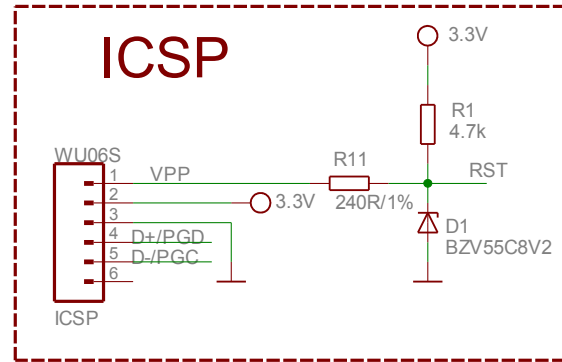 ICSP
3.3V
R1
4.7k
WU06S
1
VPP
R11
RST
2
3.3V
240R/1%
3
D1
4
D+/PGD
BZV55C8V2
5
D-/PGC
6
ICSP